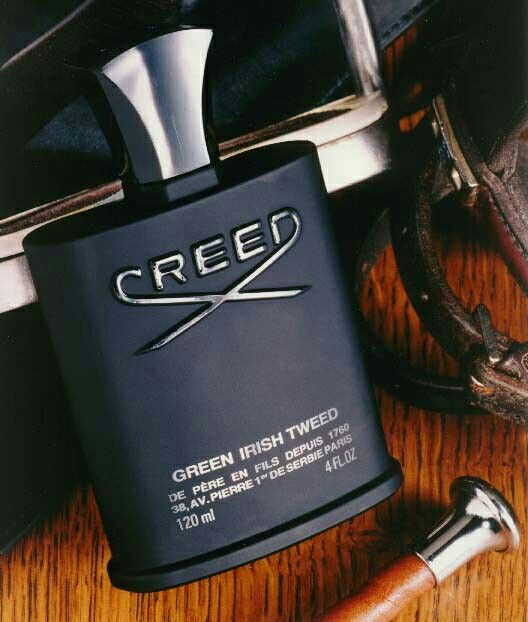 CREED
GREEN IRISH TWEED
DE PÈRE EN FILS DEPUIS 1760
38, AV. PIERRE 1er DE SERBIE PARIS
120 ml 4 FL.OZ